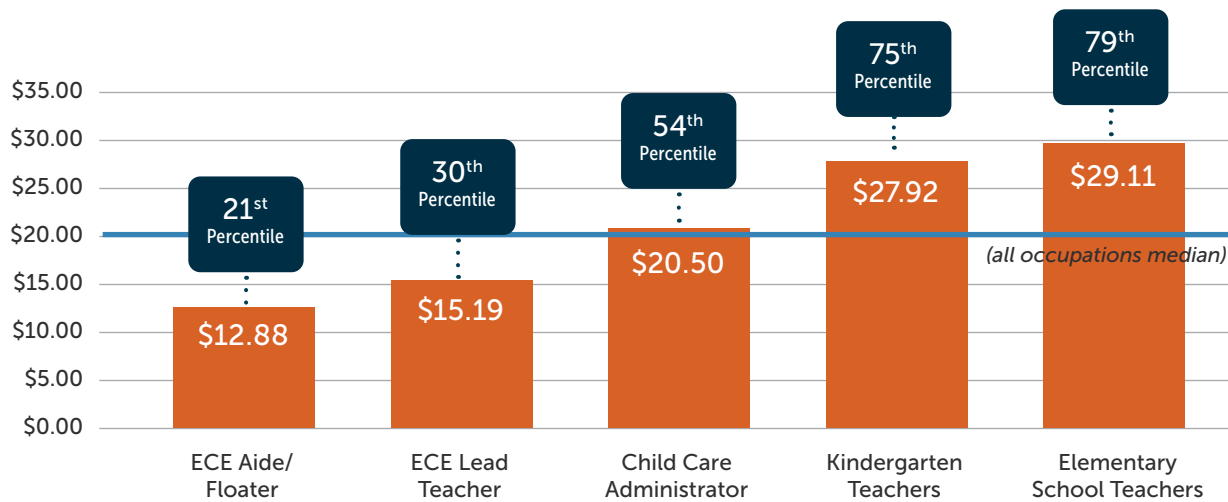 75th
Percentile
79th
Percentile
54th
Percentile
30th
Percentile
21st
Percentile
$35.00
$30.00
$25.00
$20.00
$15.00
$10.00
$5.00
$0.00
$12.88
$15.19
$20.50
$27.92
$29.11
(all occupations median)
ECE Aide/
Floater
ECE Lead
Teacher
Child Care
Administrator
Kindergarten
Teachers
Elementary
School Teachers